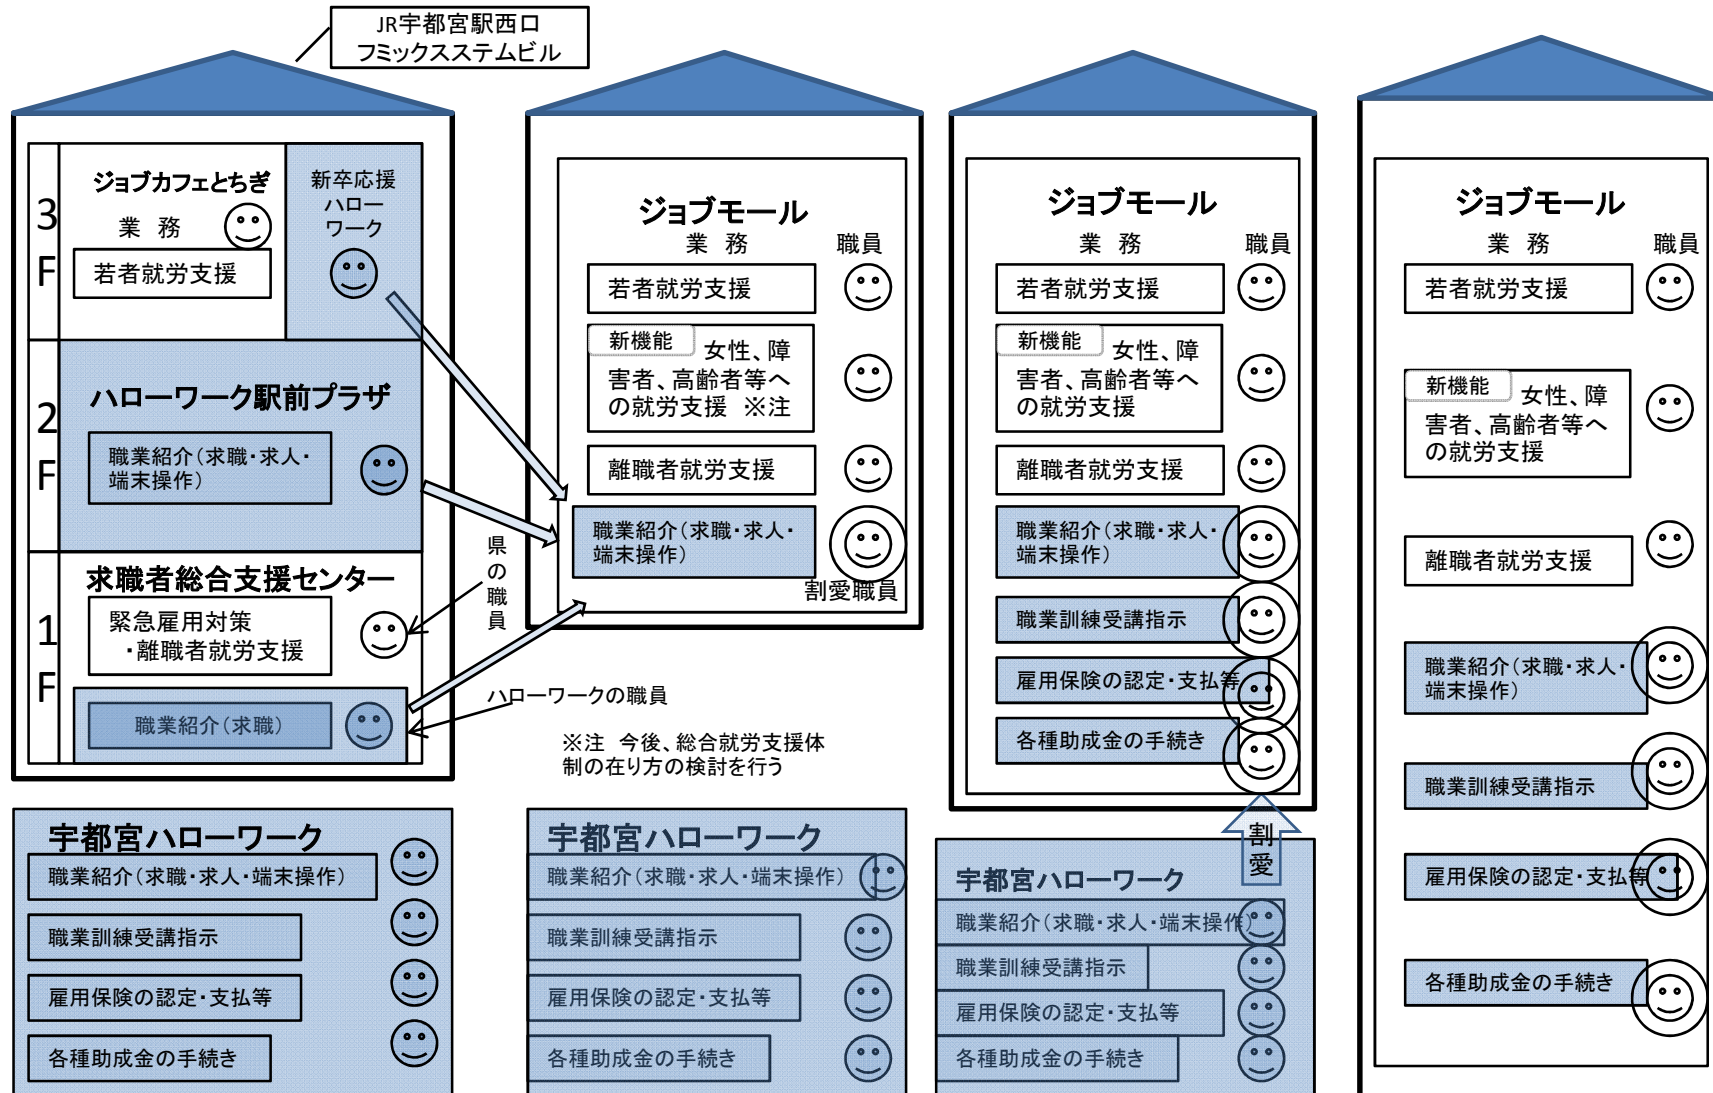 JR宇都宮駅西口
フミックスステムビル
3
F
ジョブカフェとちぎ
業 務
若者就労支援
新卒応援
ハロー
ワーク
2
F
ハローワーク駅前プラザ
職業紹介(求職・求人・
端末操作)
1
F
求職者総合支援センター
緊急雇用対策
・離職者就労支援
職業紹介(求職)
県の職員
ハローワークの職員
ジョブモール
業 務 職員
若者就労支援
新機能 女性、障
害者、高齢者等へ
の就労支援 ※注
離職者就労支援
職業紹介(求職・求人・
端末操作)
割愛職員
※注 今後、総合就労支援体
制の在り方の検討を行う
ジョブモール
業 務 職員
若者就労支援
新機能 女性、障
害者、高齢者等へ
の就労支援
離職者就労支援
職業紹介(求職・求人・
端末操作)
職業訓練受講指示
雇用保険の認定・支払等
各種助成金の手続き
割愛
ジョブモール
業 務 職員
若者就労支援
新機能 女性、障
害者、高齢者等へ
の就労支援
離職者就労支援
職業紹介(求職・求人・
端末操作)
職業訓練受講指示
雇用保険の認定・支払等
各種助成金の手続き
宇都宮ハローワーク
職業紹介(求職・求人・端末操作)
職業訓練受講指示
雇用保険の認定・支払等
各種助成金の手続き
宇都宮ハローワーク
職業紹介(求職・求人・端末操作)
職業訓練受講指示
雇用保険の認定・支払等
各種助成金の手続き
宇都宮ハローワーク
職業紹介(求職・求人・端末操作)
職業訓練受講指示
雇用保険の認定・支払等
各種助成金の手続き